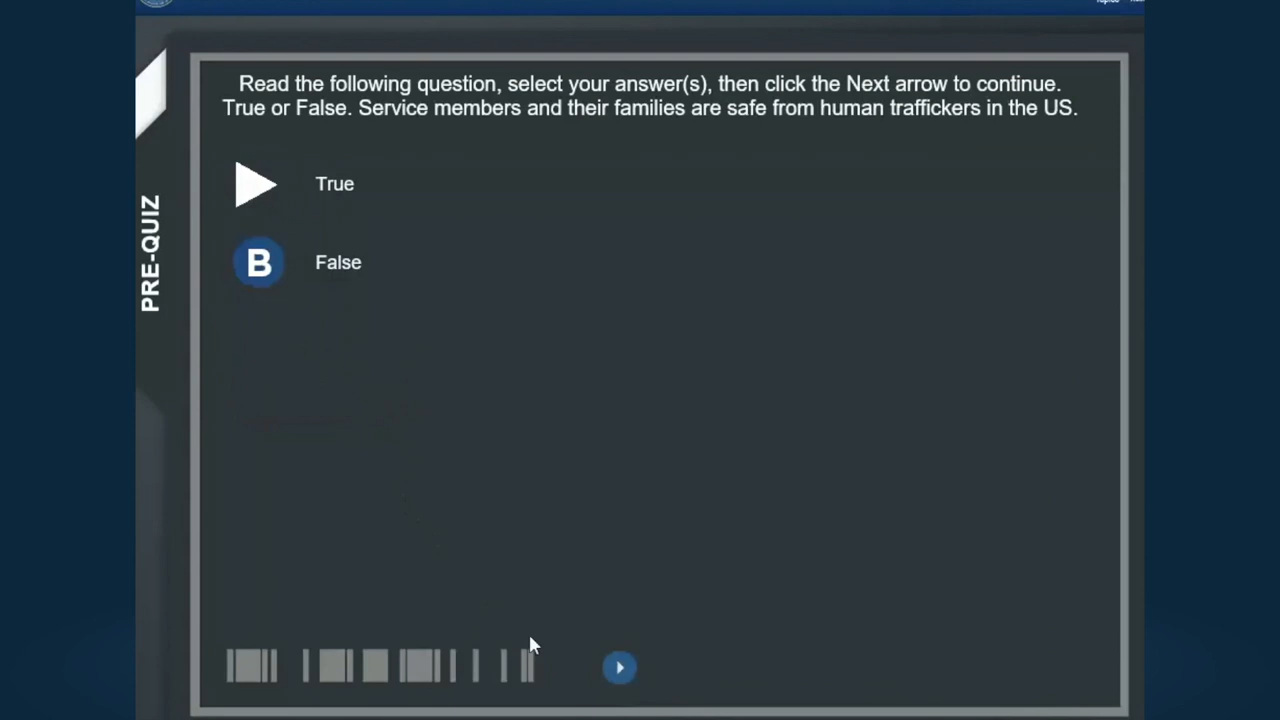 Read the following question, select your answer(s), then click the Next arrow to continue.
True or False. Service members and their families are safe from human traffickers in the US.
True
B
False
PRE-QUIZ